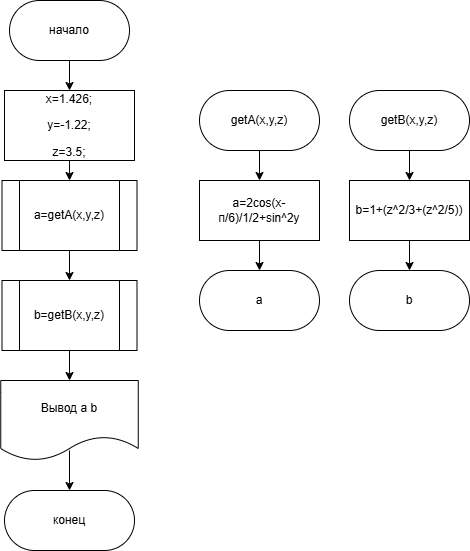 начало
x=1.426;
y=-1.22;
z=3.5;
a=getA(x,y,z)
b=getB(x,y,z)
Вывод a b
конец
getA(x,y,z)
a=2cos(x-
п/6)/1/2+sin^2y
a
getB(x,y,z)
b=1+(z^2/3+(z^2/5))
b